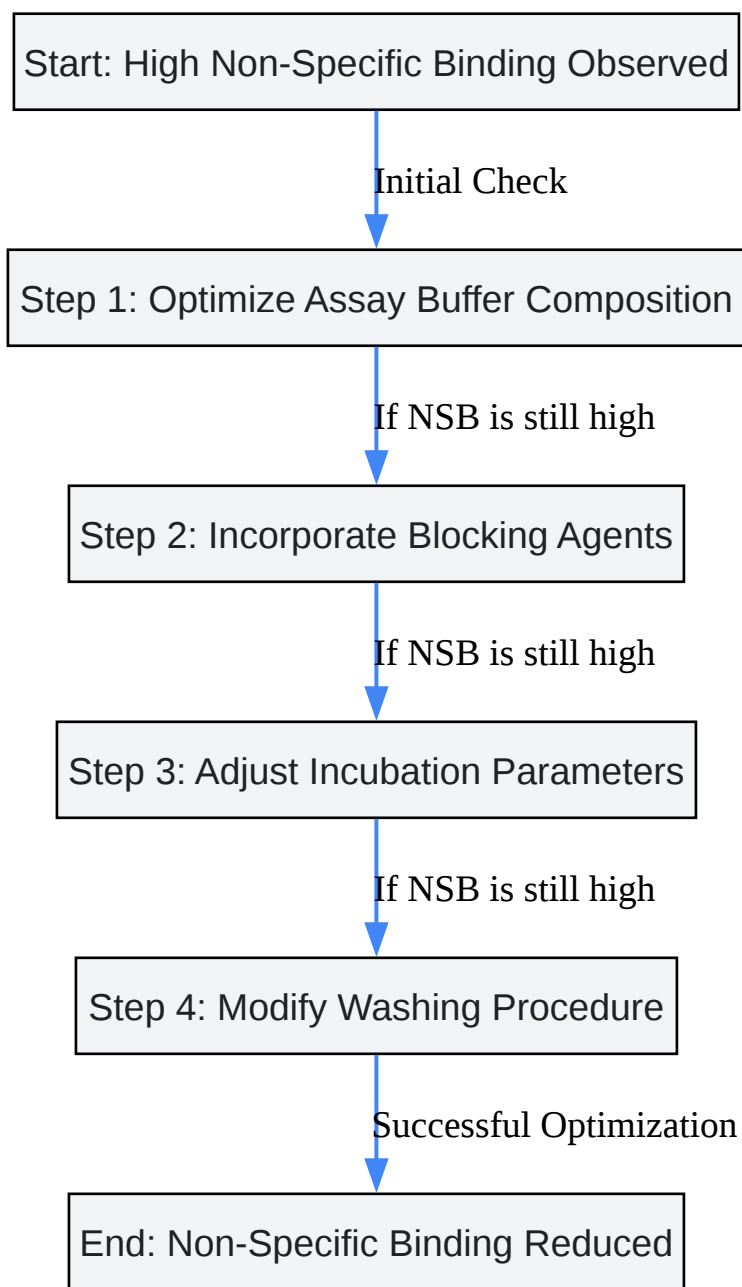 Start: High Non-Specific Binding Observed
Initial Check
Step 1: Optimize Assay Buffer Composition
If NSB is still high
Step 2: Incorporate Blocking Agents
If NSB is still high
Step 3: Adjust Incubation Parameters
If NSB is still high
Step 4: Modify Washing Procedure
Successful Optimization
End: Non-Specific Binding Reduced